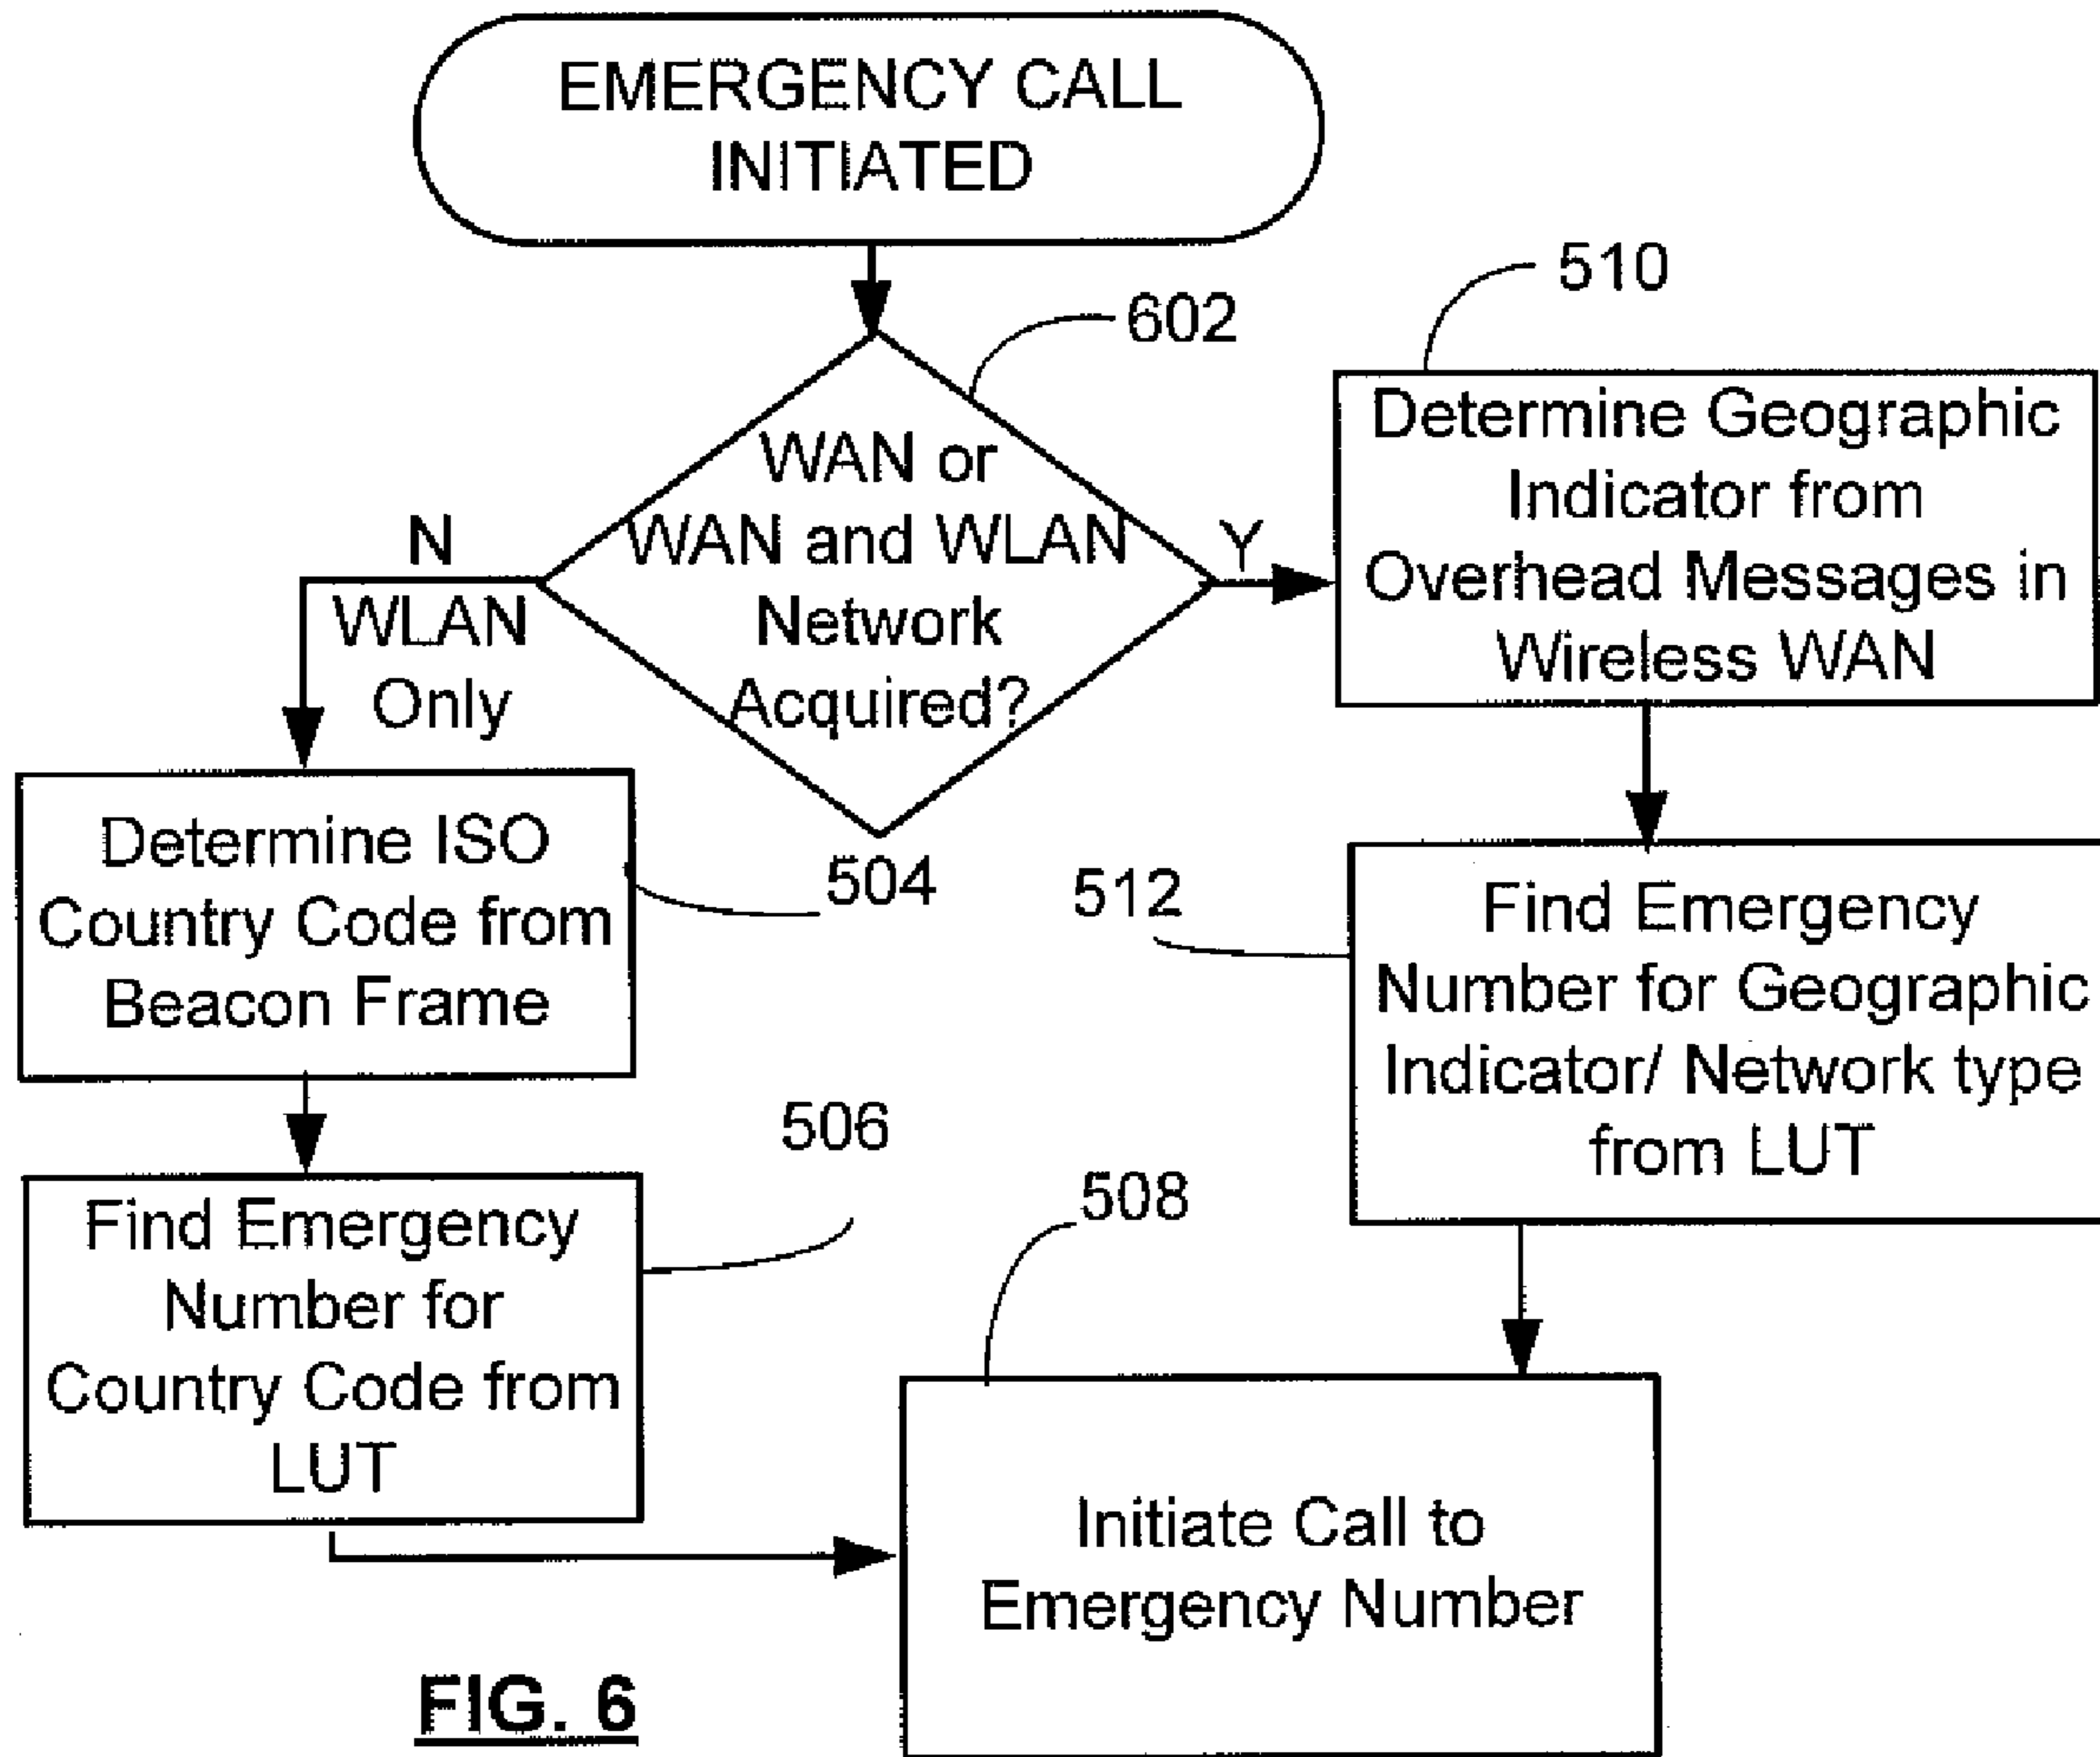 EMERGENCY CALL
INITIATED
602
WAN or
WAN and WLAN
Network
Acquired?
N
WLAN
Only
Y
510
Determine Geographic
Indicator from
Overhead Messages in
Wireless WAN
504
Determine ISO
Country Code from
Beacon Frame
512
Find Emergency
Number for Geographic
Indicator/ Network type
from LUT
506
Find Emergency
Number for
Country Code from
LUT
508
Initiate Call to
Emergency Number
FIG. 6